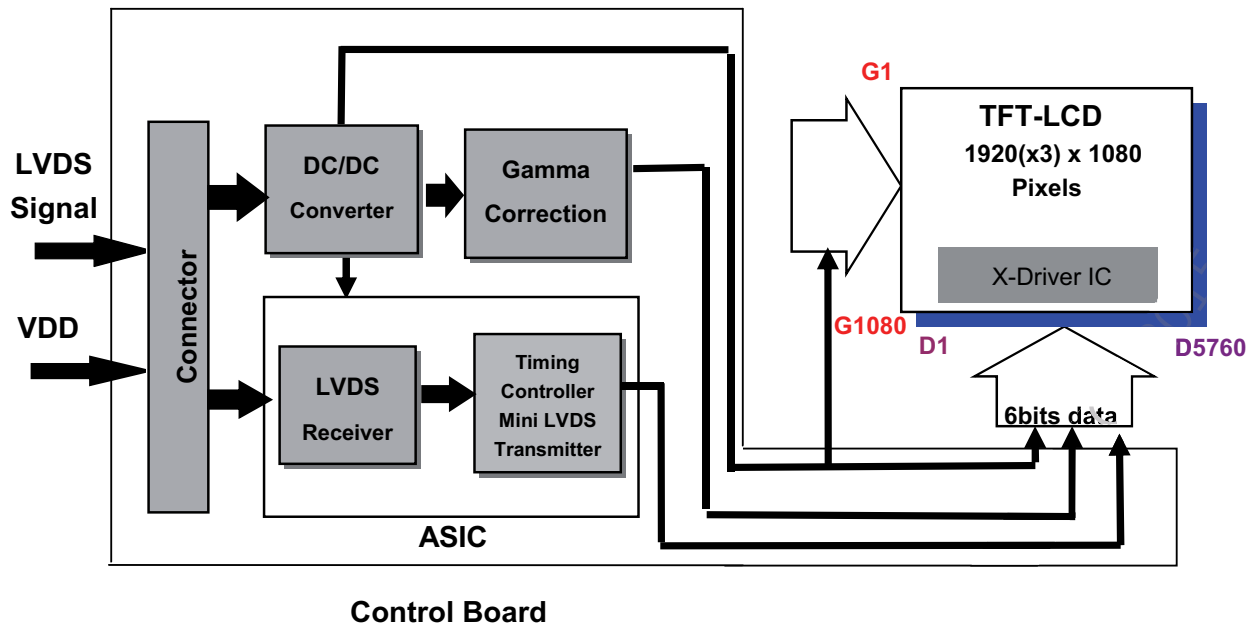 LVDS
Signal
VDD
Connector
DC/DC
Converter
Gamma
Correction
LVDS
Receiver
Timing
Controller
Mini LVDS
Transmitter
ASIC
Control Board
G1
G1080
TFT-LCD
1920(x3) x 1080
Pixels
X-Driver IC
D1
D5760
6bits data